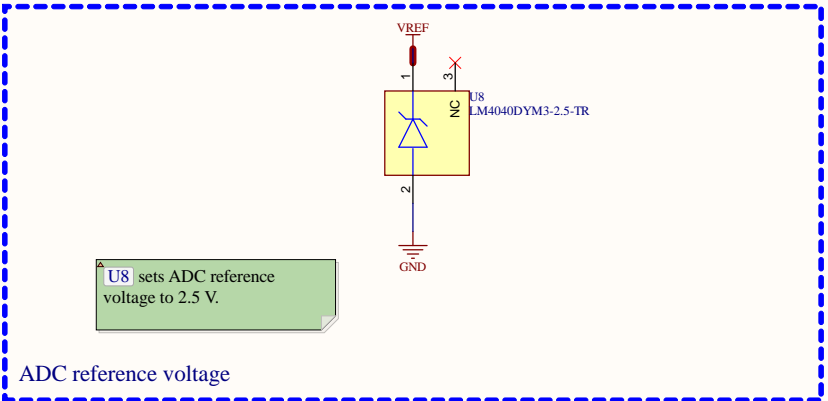 VREF
1
3
NC
U8
LM4040DYM3-2.5-TR
2
GND
U8 sets ADC reference
voltage to 2.5 V.
ADC reference voltage